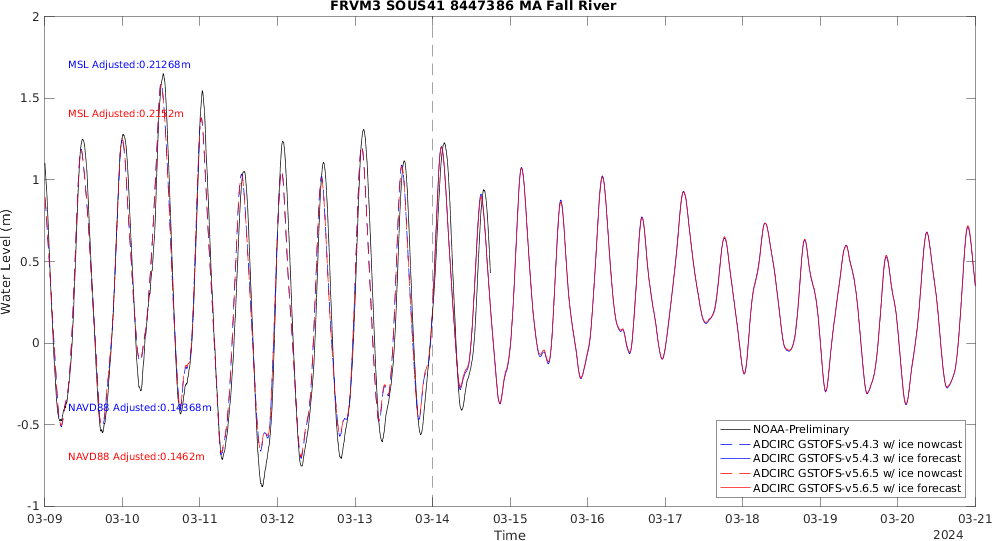 FRVM3 SOUS41 8447386 MA Fall River
2
1.5
1
0.5
0
-0.5
-1
Water Level (m)
MSL Adjusted:0.21268m
MSL Adjusted:0.2152m
NAVD88 Adjusted:0.14368m
NAVD88 Adjusted:0.1462m
NOAA-Preliminary
ADCIRC GSTOFS-v5.4.3 w/ ice nowcast
ADCIRC GSTOFS-v5.4.3 w/ ice forecast
ADCIRC GSTOFS-v5.6.5 w/ ice nowcast
ADCIRC GSTOFS-v5.6.5 w/ ice forecast
03-09 03-10 03-11 03-12 03-13 03-14 03-15 03-16 03-17 03-18 03-19 03-20 03-21
Time
2024